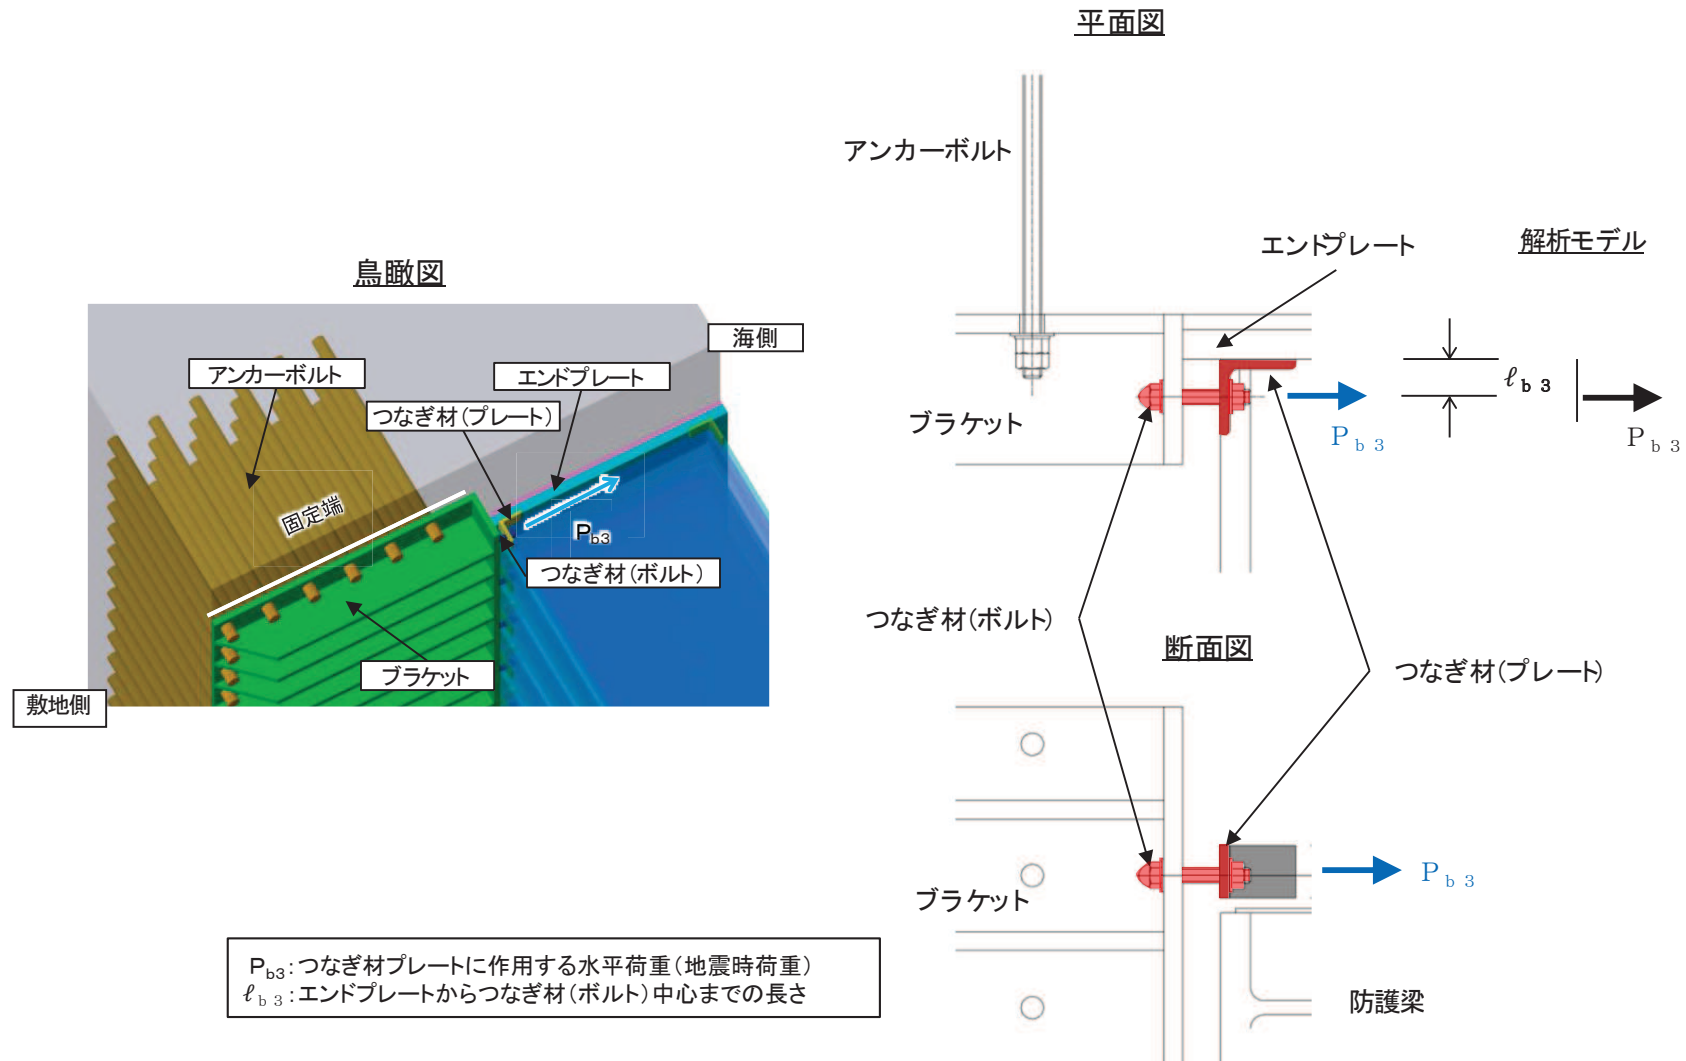 平面図
アンカーボルト
エンドプレート
解析モデル
ℓb3
Pb3
Pb3
ブラケット
鳥瞰図
海側
アンカーボルト
エンドプレート
つなぎ材(プレート)
固定端
Pb3
つなぎ材(ボルト)
ブラケット
敷地側
つなぎ材(ボルト)
断面図
つなぎ材(プレート)
ブラケット
Pb3
防護梁
Pb3:つなぎ材プレートに作用する水平荷重(地震時荷重)
ℓb3:エンドプレートからつなぎ材(ボルト)中心までの長さ